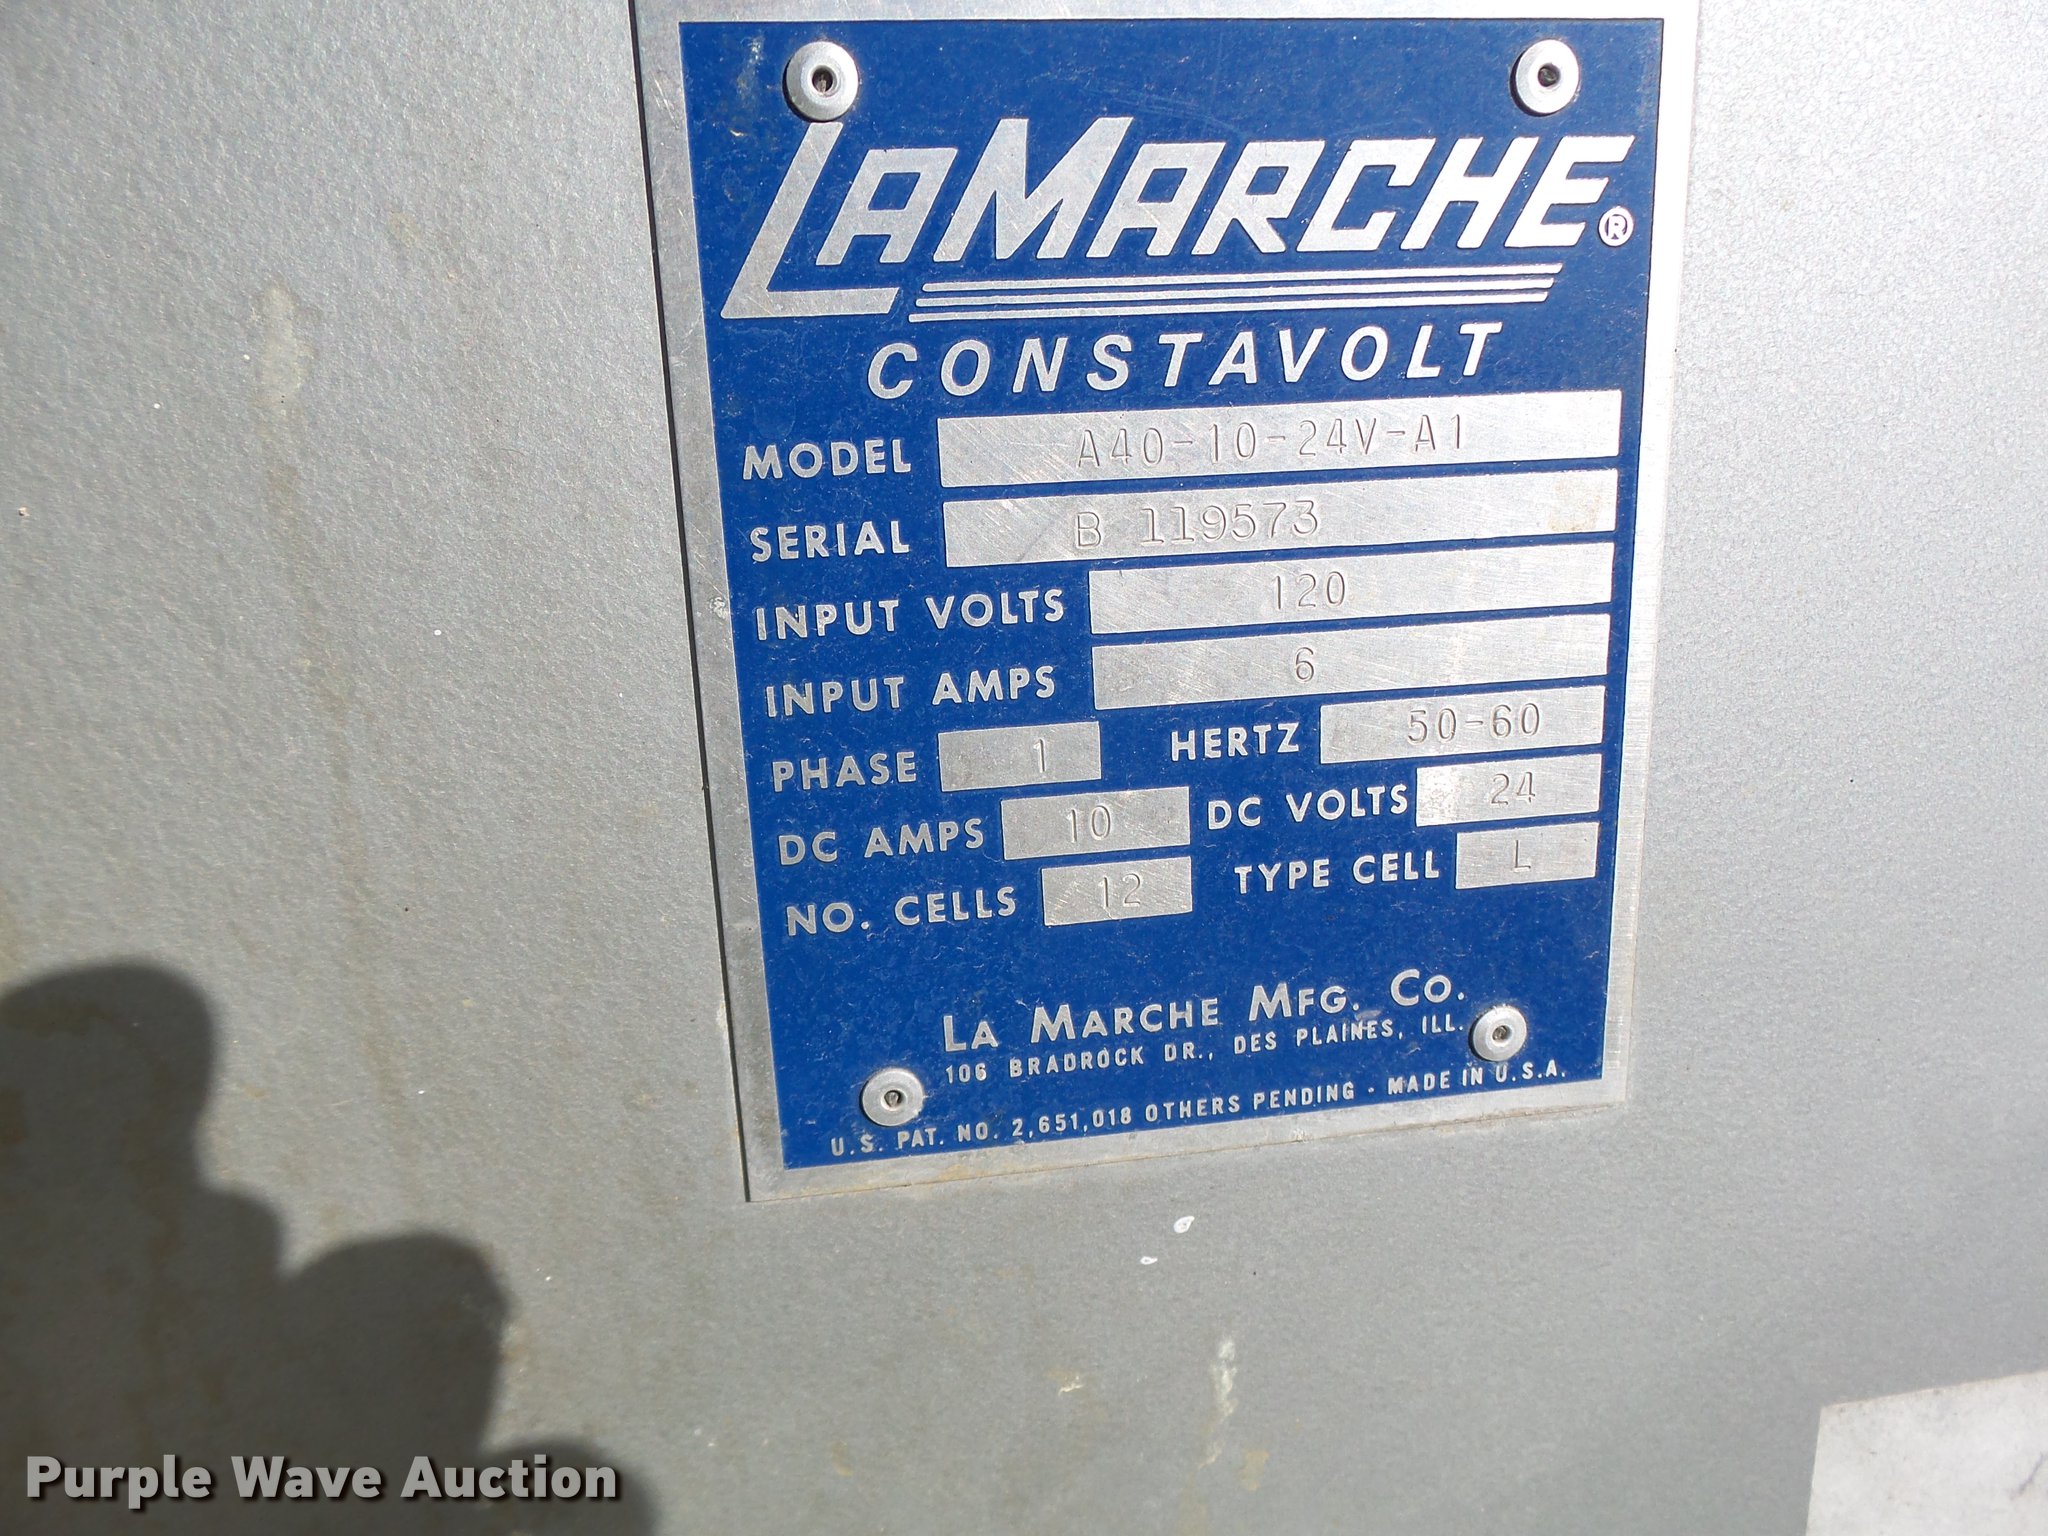 LAMARCHE®
CONSTAVOLT
MODEL A40-10-24V-A1
SERIAL B 119573
INPUT VOLTS 120
INPUT AMPS 6
PHASE 1 HERTZ 50-60
DC AMPS 10 DC VOLTS 24
NO. CELLS 12 TYPE CELL L
LA MARCHE MFG. CO.
106 BRADROCK DR., DES PLAINES, ILL.
U.S. PAT. NO. 2,651,018 OTHERS PENDING - MADE IN U.S.A.
Purple Wave Auction